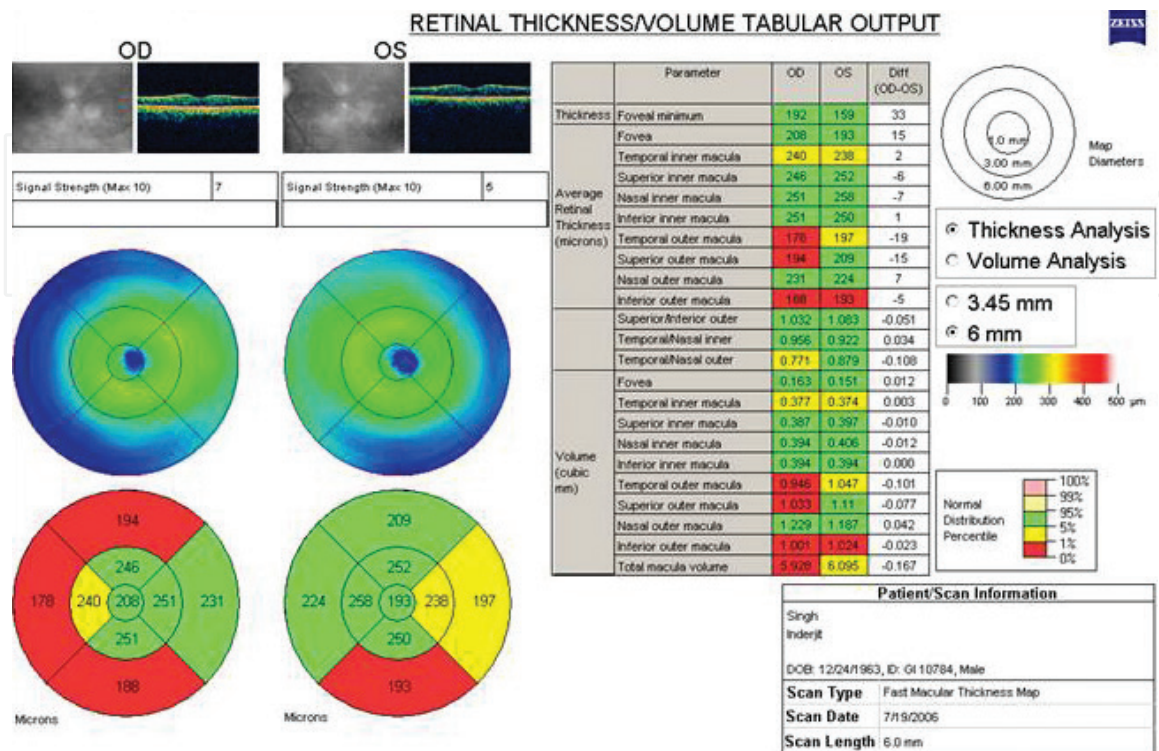 RETINAL THICKNESS/VOLUME TABULAR OUTPUT
ZEISS
OD
OS
Signal Strength (Max 10) 7
Signal Strength (Max 10) 5
Parameter OD OS Diff (OD-OS)
Thickness Foveal minimum 192 159 33
Average Retinal Thickness (microns)
Fovea 208 193 15
Temporal inner macula 240 238 2
Superior inner macula 246 252 -6
Nasal inner macula 251 258 -7
Inferior inner macula 251 250 1
Temporal outer macula 178 197 -19
Superior outer macula 194 209 -15
Nasal outer macula 231 224 7
Inferior outer macula 188 193 -5
Volume (cubic mm)
Superior/Inferior outer 1.032 1.083 -0.051
Temporal/Nasal inner 0.956 0.922 0.034
Temporal/Nasal outer 0.771 0.879 -0.108
Fovea 0.163 0.151 0.012
Temporal inner macula 0.377 0.374 0.003
Superior inner macula 0.387 0.397 -0.010
Nasal inner macula 0.394 0.406 -0.012
Inferior inner macula 0.394 0.394 0.000
Temporal outer macula 0.946 1.047 -0.101
Superior outer macula 1.033 1.11 -0.077
Nasal outer macula 1.229 1.187 0.042
Inferior outer macula 1.001 1.024 -0.023
Total macula volume 5.928 6.095 -0.167
1.0 mm
3.00 mm
6.00 mm
Map
Diameters
Thickness Analysis
Volume Analysis
3.45 mm
6 mm
0 100 200 300 400 500 µm
Normal
Distribution
Percentile
100%
99%
95%
5%
1%
0%
194
246
178 240 208 251 231
251
188
Microns
209
252
224 258 193 238 197
250
193
Microns
Patient/Scan Information
Singh
Inderjit
DOB: 12/24/1963, ID: GI10784, Male
Scan Type Fast Macular Thickness Map
Scan Date 7/19/2006
Scan Length 6.0 mm